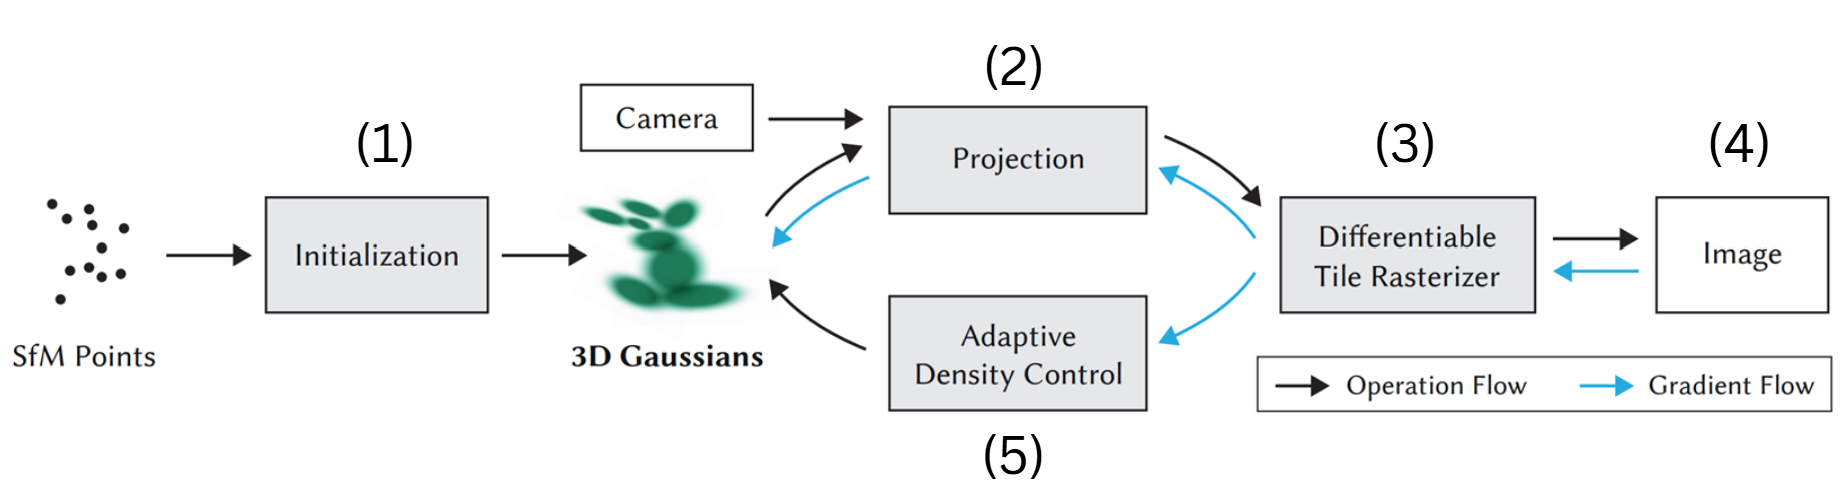 (1)
(2)
(3)
(4)
Camera
Projection
Initialization
Differentiable
Tile Rasterizer
Image
SfM Points
3D Gaussians
Adaptive
Density Control
Operation Flow
Gradient Flow
(5)